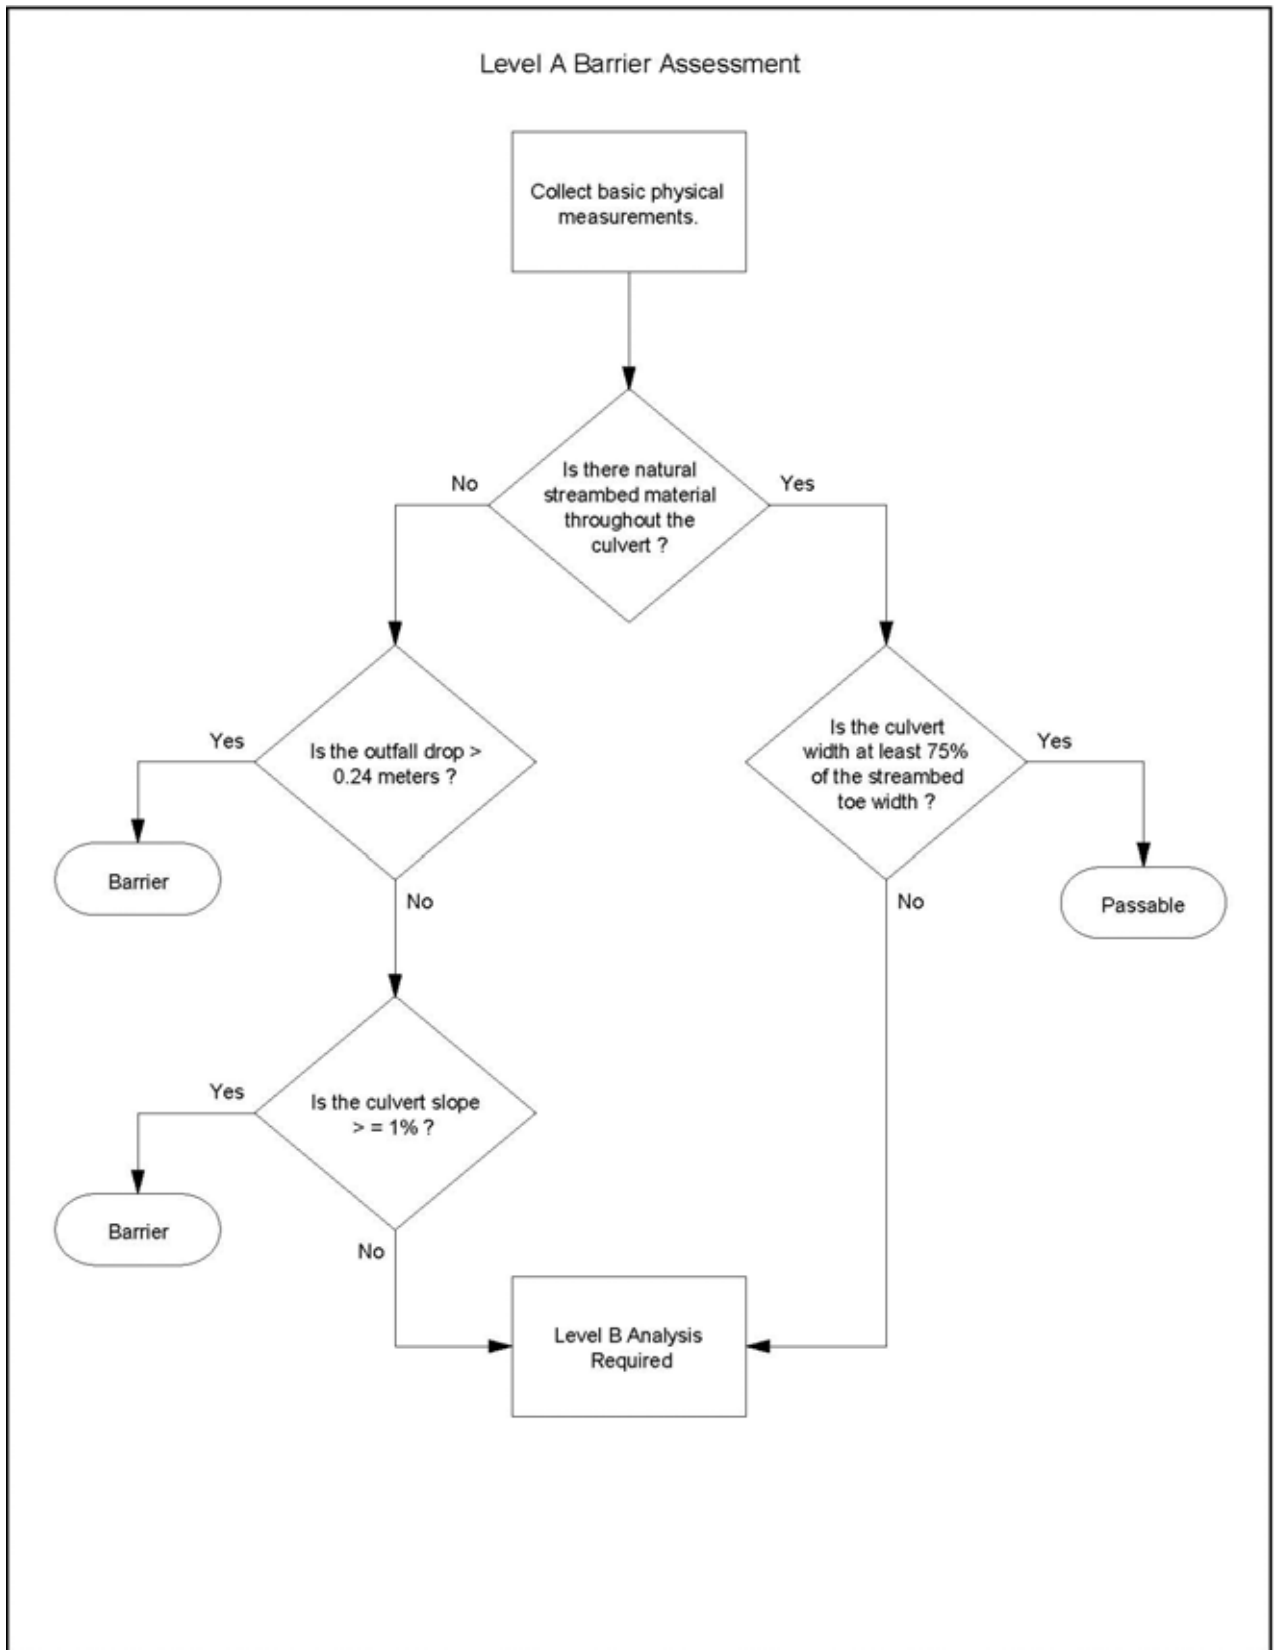 Level A Barrier Assessment
Collect basic physical
measurements.
Is there natural
streambed material
throughout the
culvert ?
No
Yes
Is the outfall drop >
0.24 meters ?
Yes
No
Barrier
Is the culvert
width at least 75%
of the streambed
toe width ?
Yes
No
Passable
Is the culvert slope
> = 1% ?
Yes
No
Barrier
Level B Analysis
Required